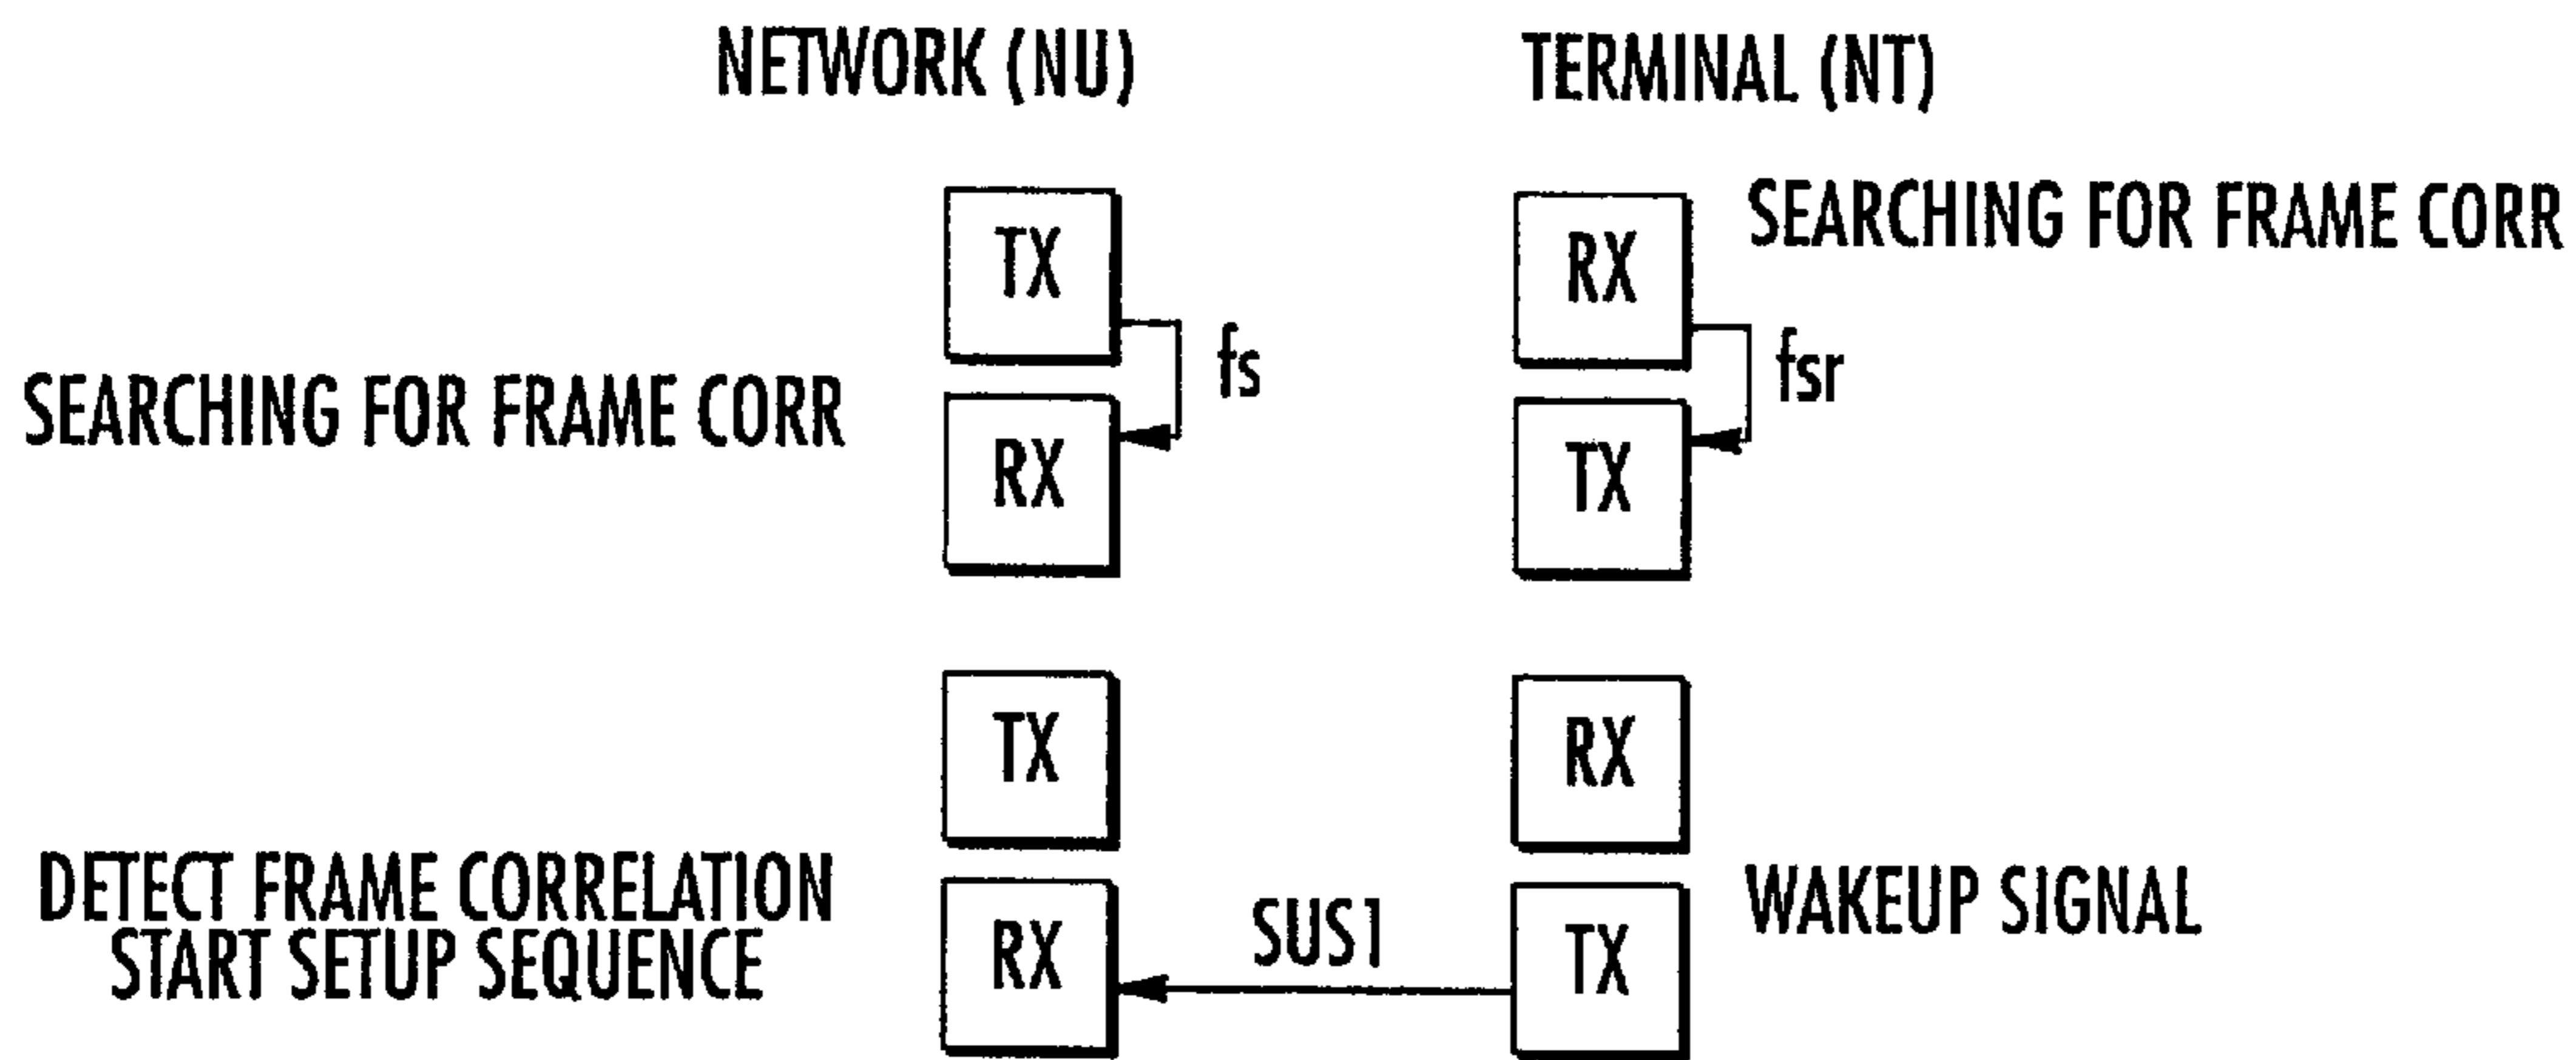 NETWORK (NU)
TERMINAL (NT)
TX
RX
SEARCHING FOR FRAME CORR
fs
fsr
SEARCHING FOR FRAME CORR
RX
TX
TX
RX
DETECT FRAME CORRELATION
START SETUP SEQUENCE
RX
SUS1
TX
WAKEUP SIGNAL